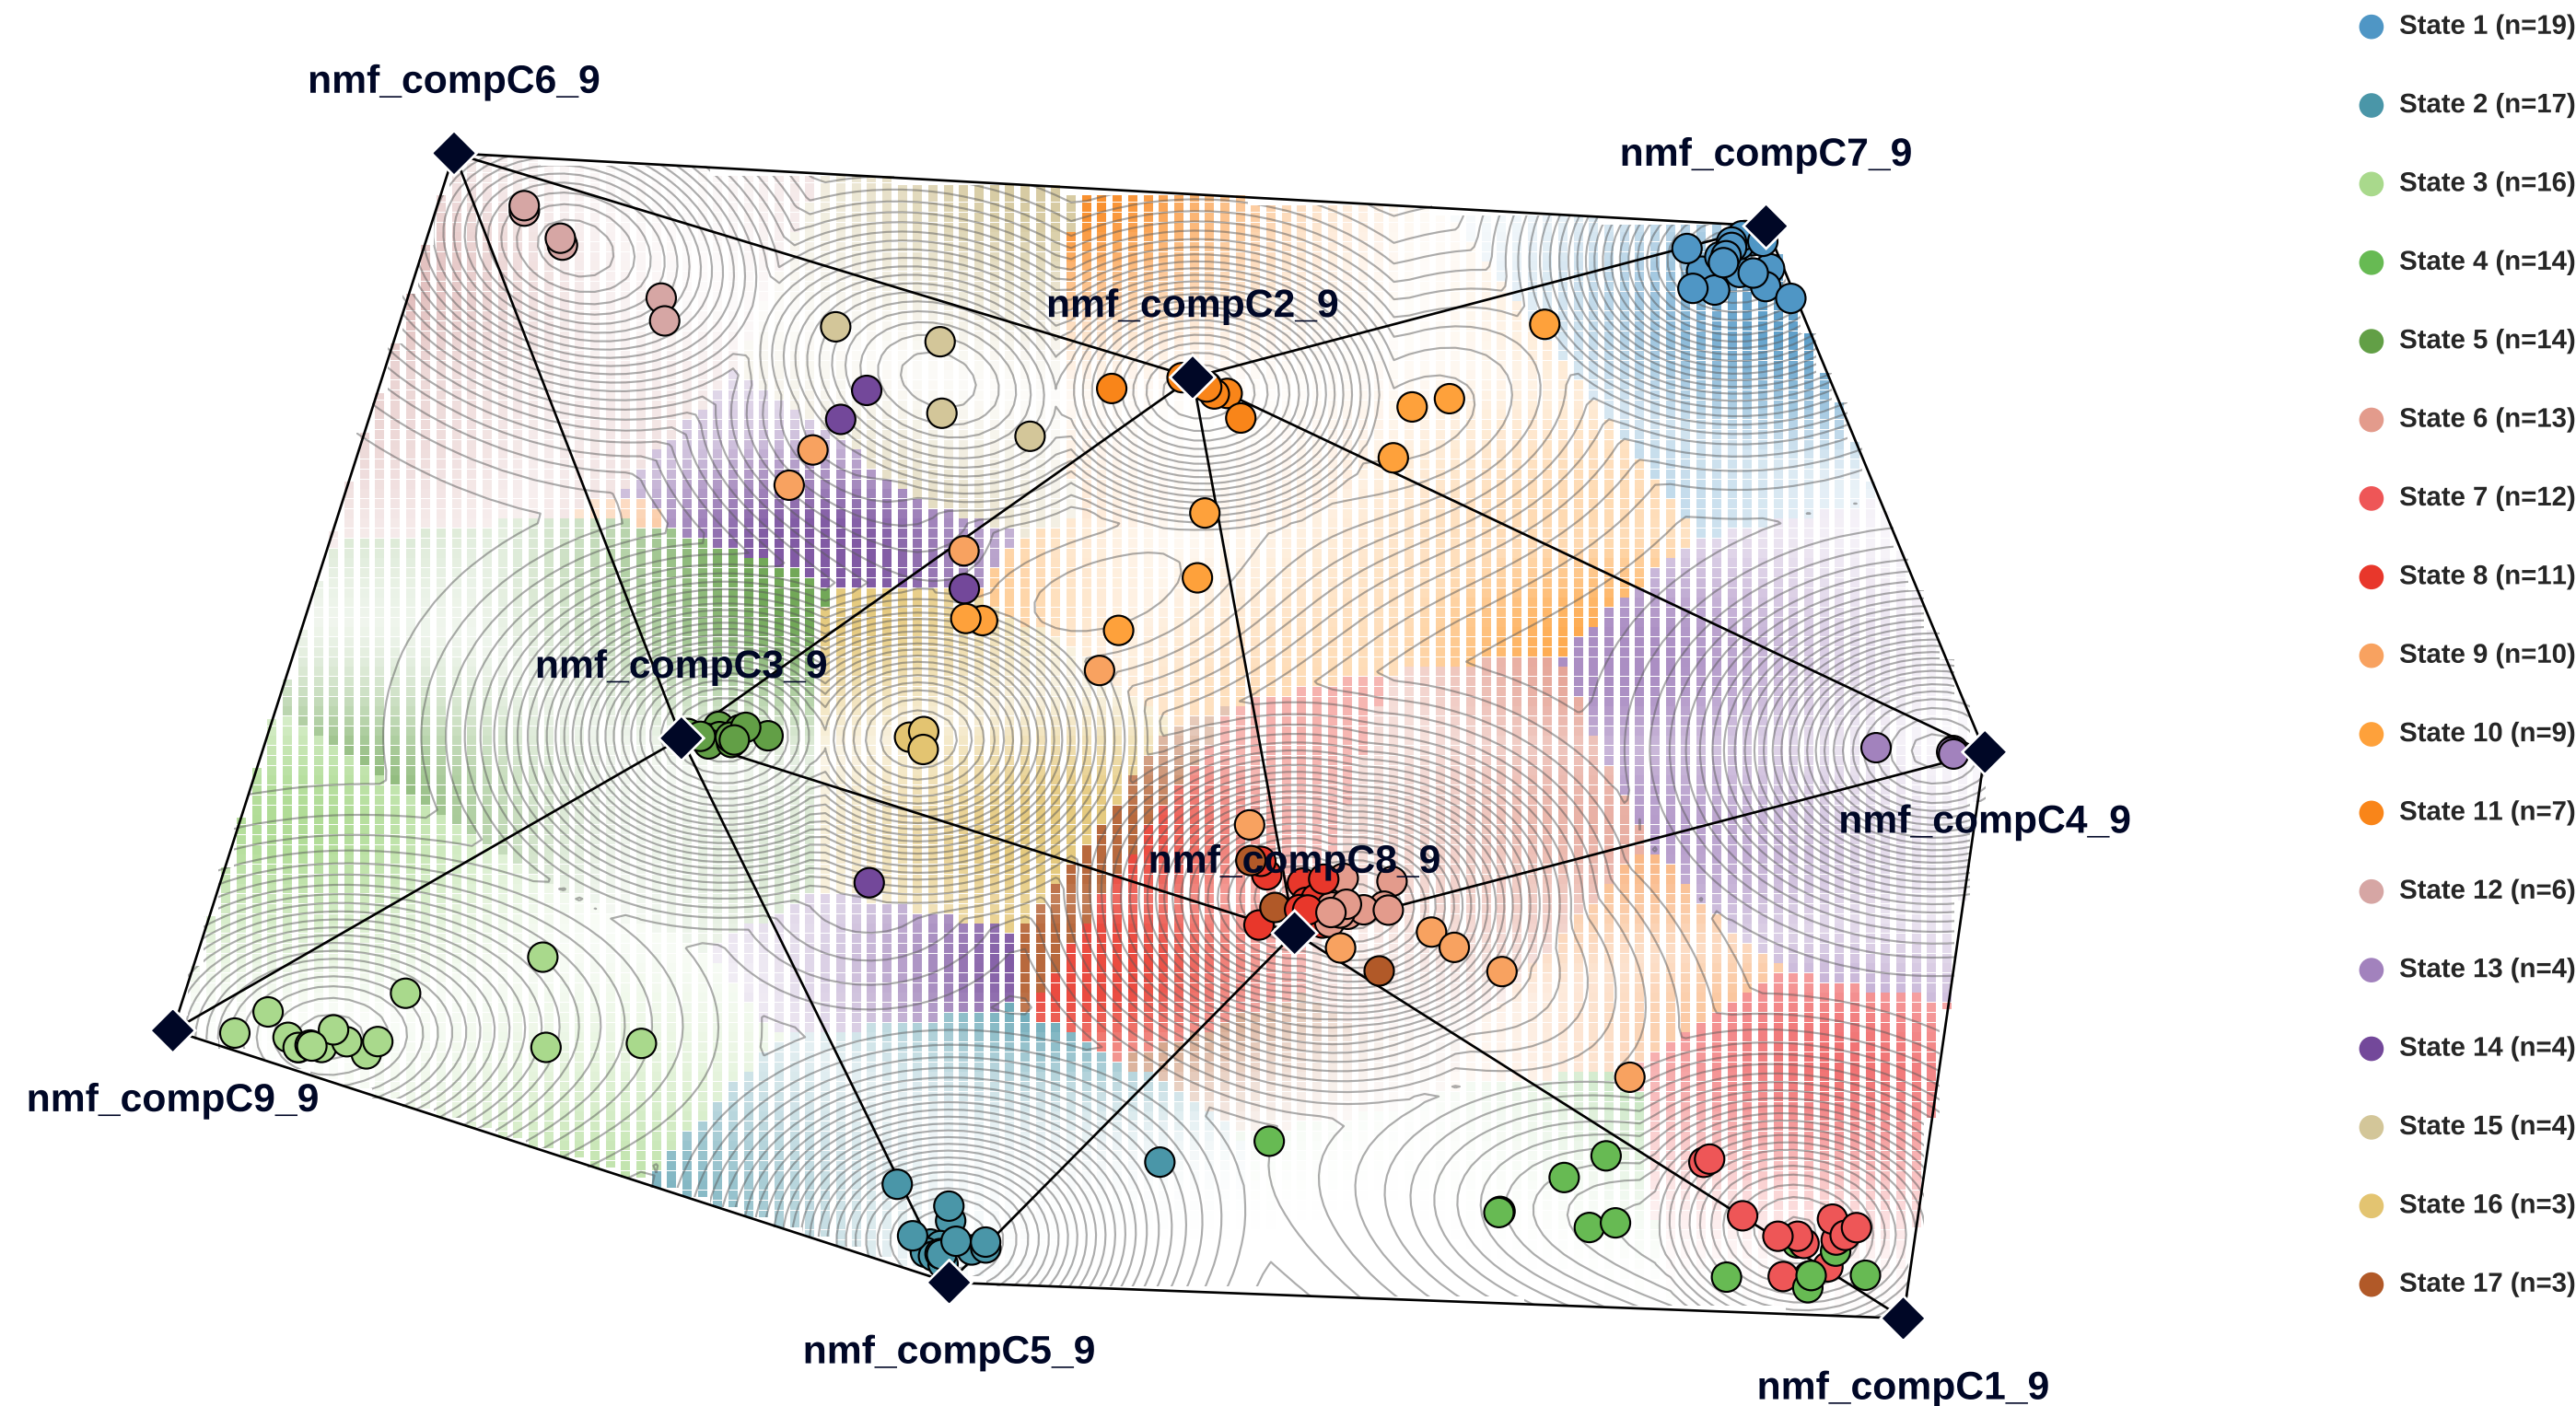 nmf_compC6_9
nmf_compC7_9
nmf_compC2_9
nmf_compC3_9
nmf_compC4_9
nmf_compC8_9
nmf_compC9_9
nmf_compC5_9
nmf_compC1_9
State 1 (n=19)
State 2 (n=17)
State 3 (n=16)
State 4 (n=14)
State 5 (n=14)
State 6 (n=13)
State 7 (n=12)
State 8 (n=11)
State 9 (n=10)
State 10 (n=9)
State 11 (n=7)
State 12 (n=6)
State 13 (n=4)
State 14 (n=4)
State 15 (n=4)
State 16 (n=3)
State 17 (n=3)